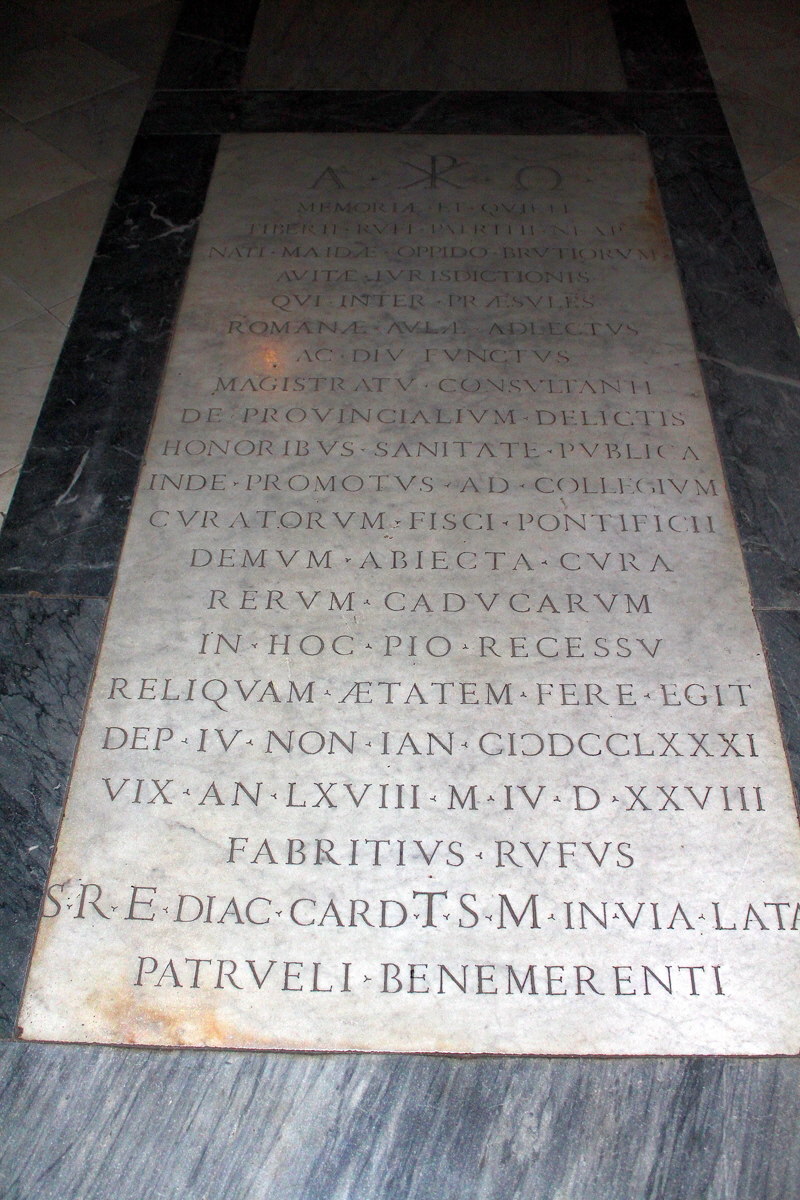 A · ☧ · Ω ·
MEMORIÆ · ET · QVIETI
TIBERII · RVFI · PATRITII · NEAP
NATI · MAIDÆ · OPPIDO · BRVTIORVM ·
AVITÆ · IVRISDICTIONIS
QVI · INTER · PRÆSVLES
ROMANÆ · AVLÆ · ADLECTVS
AC · DIV · FVNCTVS
MAGISTRATV · CONSVLTANTI
DE · PROVINCIALIVM · DELICTIS
HONORIBVS · SANITATE · PVBLICA
INDE · PROMOTVS · AD · COLLEGIVM
CVRATORVM · FISCI · PONTIFICII
DEMVM · ABIECTA · CVRA
RERVM · CADVCARVM
IN · HOC · PIO · RECESSV
RELIQVAM · ÆTATEM · FERE · EGIT
DEP · IV · NON · IAN · CIↃDCCLXXXI
VIX · AN · LXVIII · M · IV · D · XXVIII
FABRITIVS · RVFVS
S · R · E · DIAC · CARD · T · S · M · IN · VIA · LATA
PATRVELI · BENEMERENTI